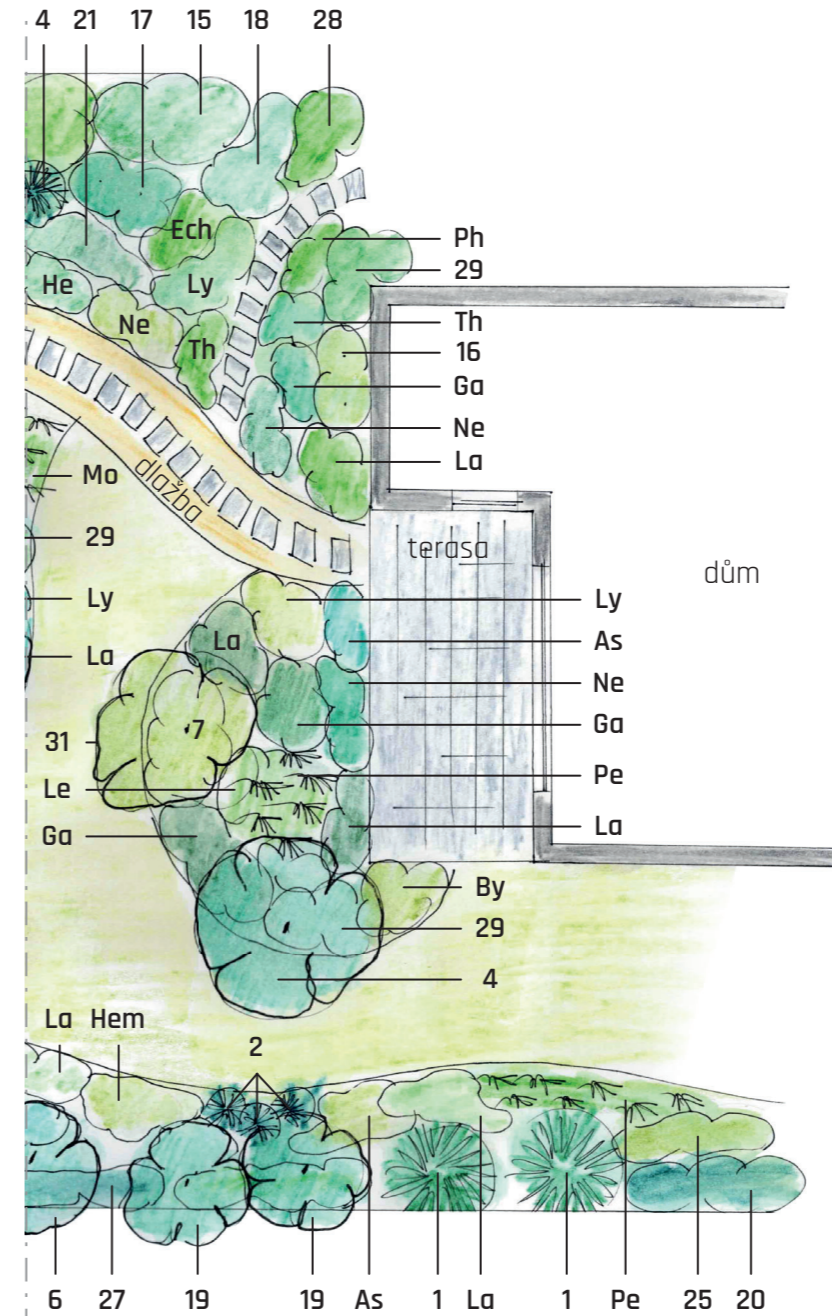 4 21 17 15 18 28
Ech
Ph
29
He
Ly
Ne
Th
Th
16
Ga
Ne
La
Mo
dlažba
29
terasa
dům
Ly
Ly
La
As
La
Ne
7
Ga
31
Pe
Le
La
Ga
By
29
4
La Hem
2
6 27 19 19 As 1 La 1 Pe 25 20